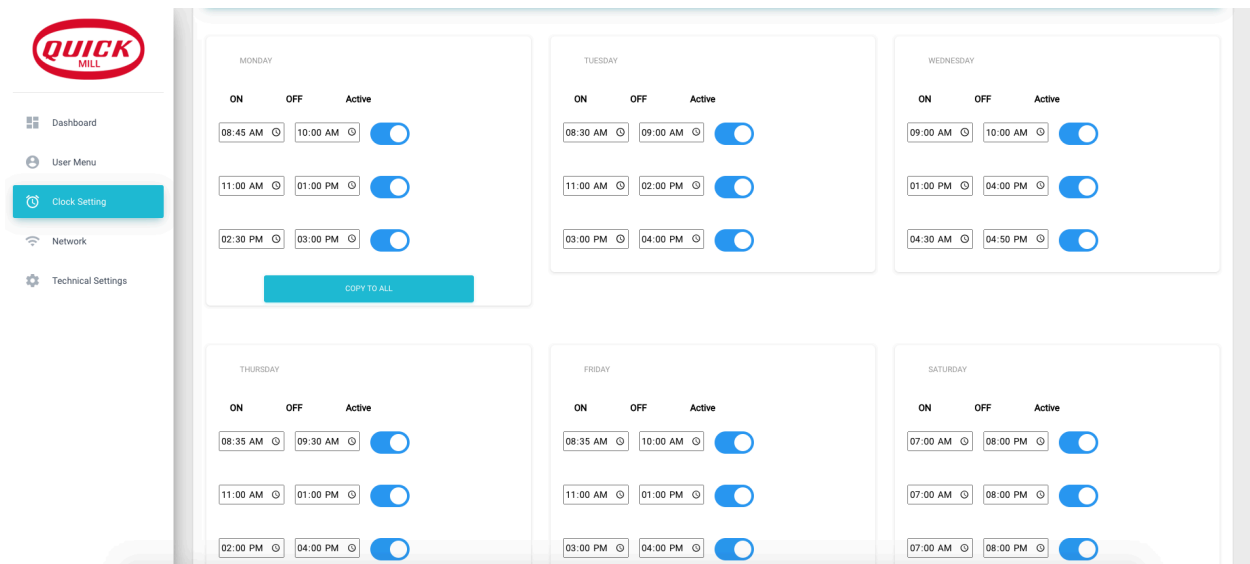 QUICK
MILL
Dashboard
User Menu
Clock Setting
Network
Technical Settings
MONDAY
ON OFF Active
08:45 AM 10:00 AM
11:00 AM 01:00 PM
02:30 PM 03:00 PM
COPY TO ALL
TUESDAY
ON OFF Active
08:30 AM 09:00 AM
11:00 AM 02:00 PM
03:00 PM 04:00 PM
WEDNESDAY
ON OFF Active
09:00 AM 10:00 AM
01:00 PM 04:00 PM
04:30 AM 04:50 PM
THURSDAY
ON OFF Active
08:35 AM 09:30 AM
11:00 AM 01:00 PM
02:00 PM 04:00 PM
FRIDAY
ON OFF Active
08:35 AM 10:00 AM
11:00 AM 01:00 PM
03:00 PM 04:00 PM
SATURDAY
ON OFF Active
07:00 AM 08:00 PM
07:00 AM 08:00 PM
07:00 AM 08:00 PM